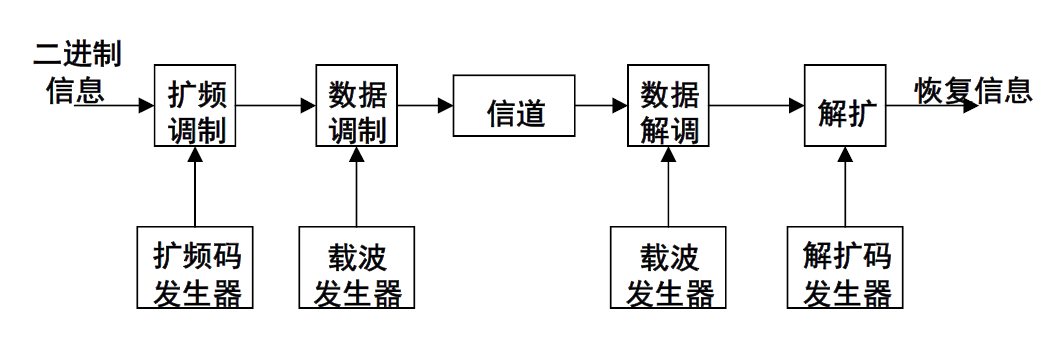 二进制
信息
扩频
调制
数据
调制
信道
数据
解调
解扩
恢复信息
扩频码
发生器
载波
发生器
载波
发生器
解扩码
发生器